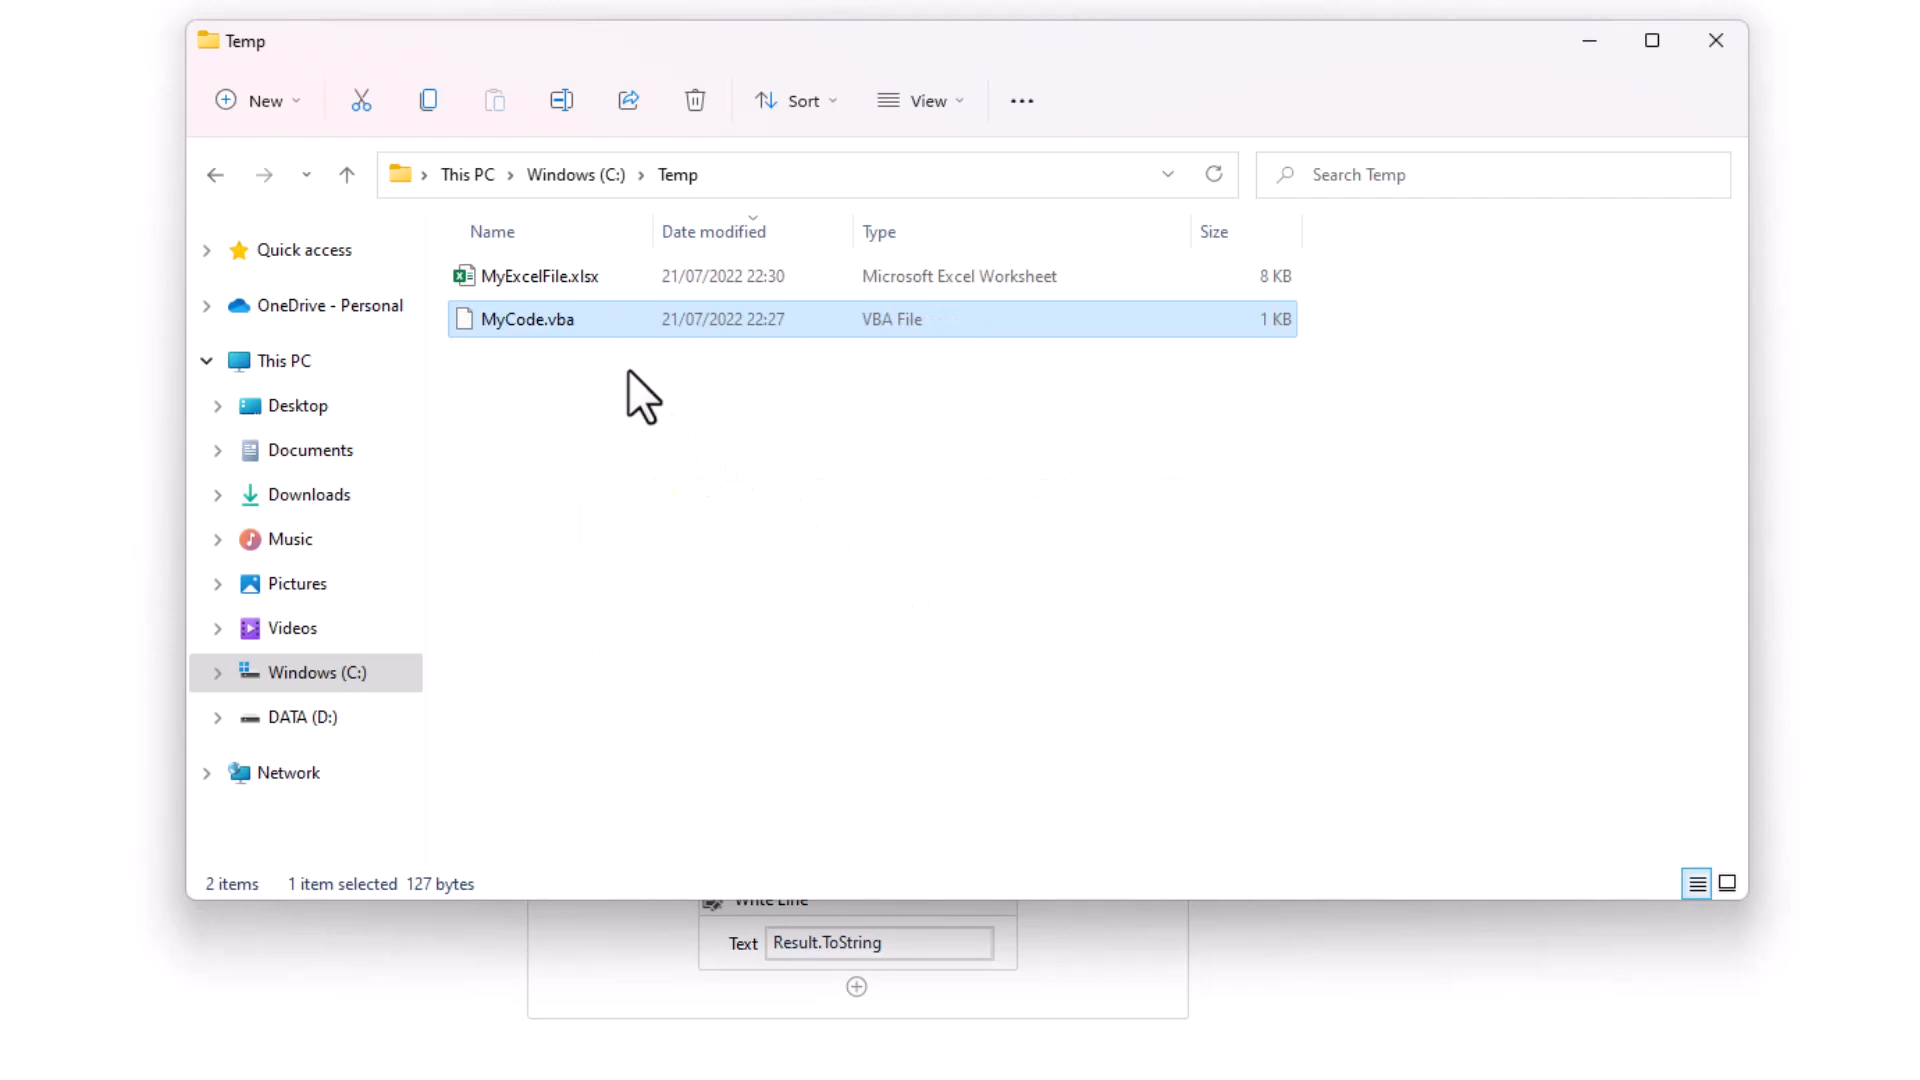 Temp
New
Sort
View
This PC
Windows (C:)
Temp
Search Temp
Name
Date modified
Type
Size
Quick access
MyExcelFile.xlsx 21/07/2022 22:30 Microsoft Excel Worksheet 8 KB
OneDrive - Personal
MyCode.vba 21/07/2022 22:27 VBA File 1 KB
This PC
Desktop
Documents
Downloads
Music
Pictures
Videos
Windows (C:)
DATA (D:)
Network
2 items 1 item selected 127 bytes
Write Line
Text Result.ToString